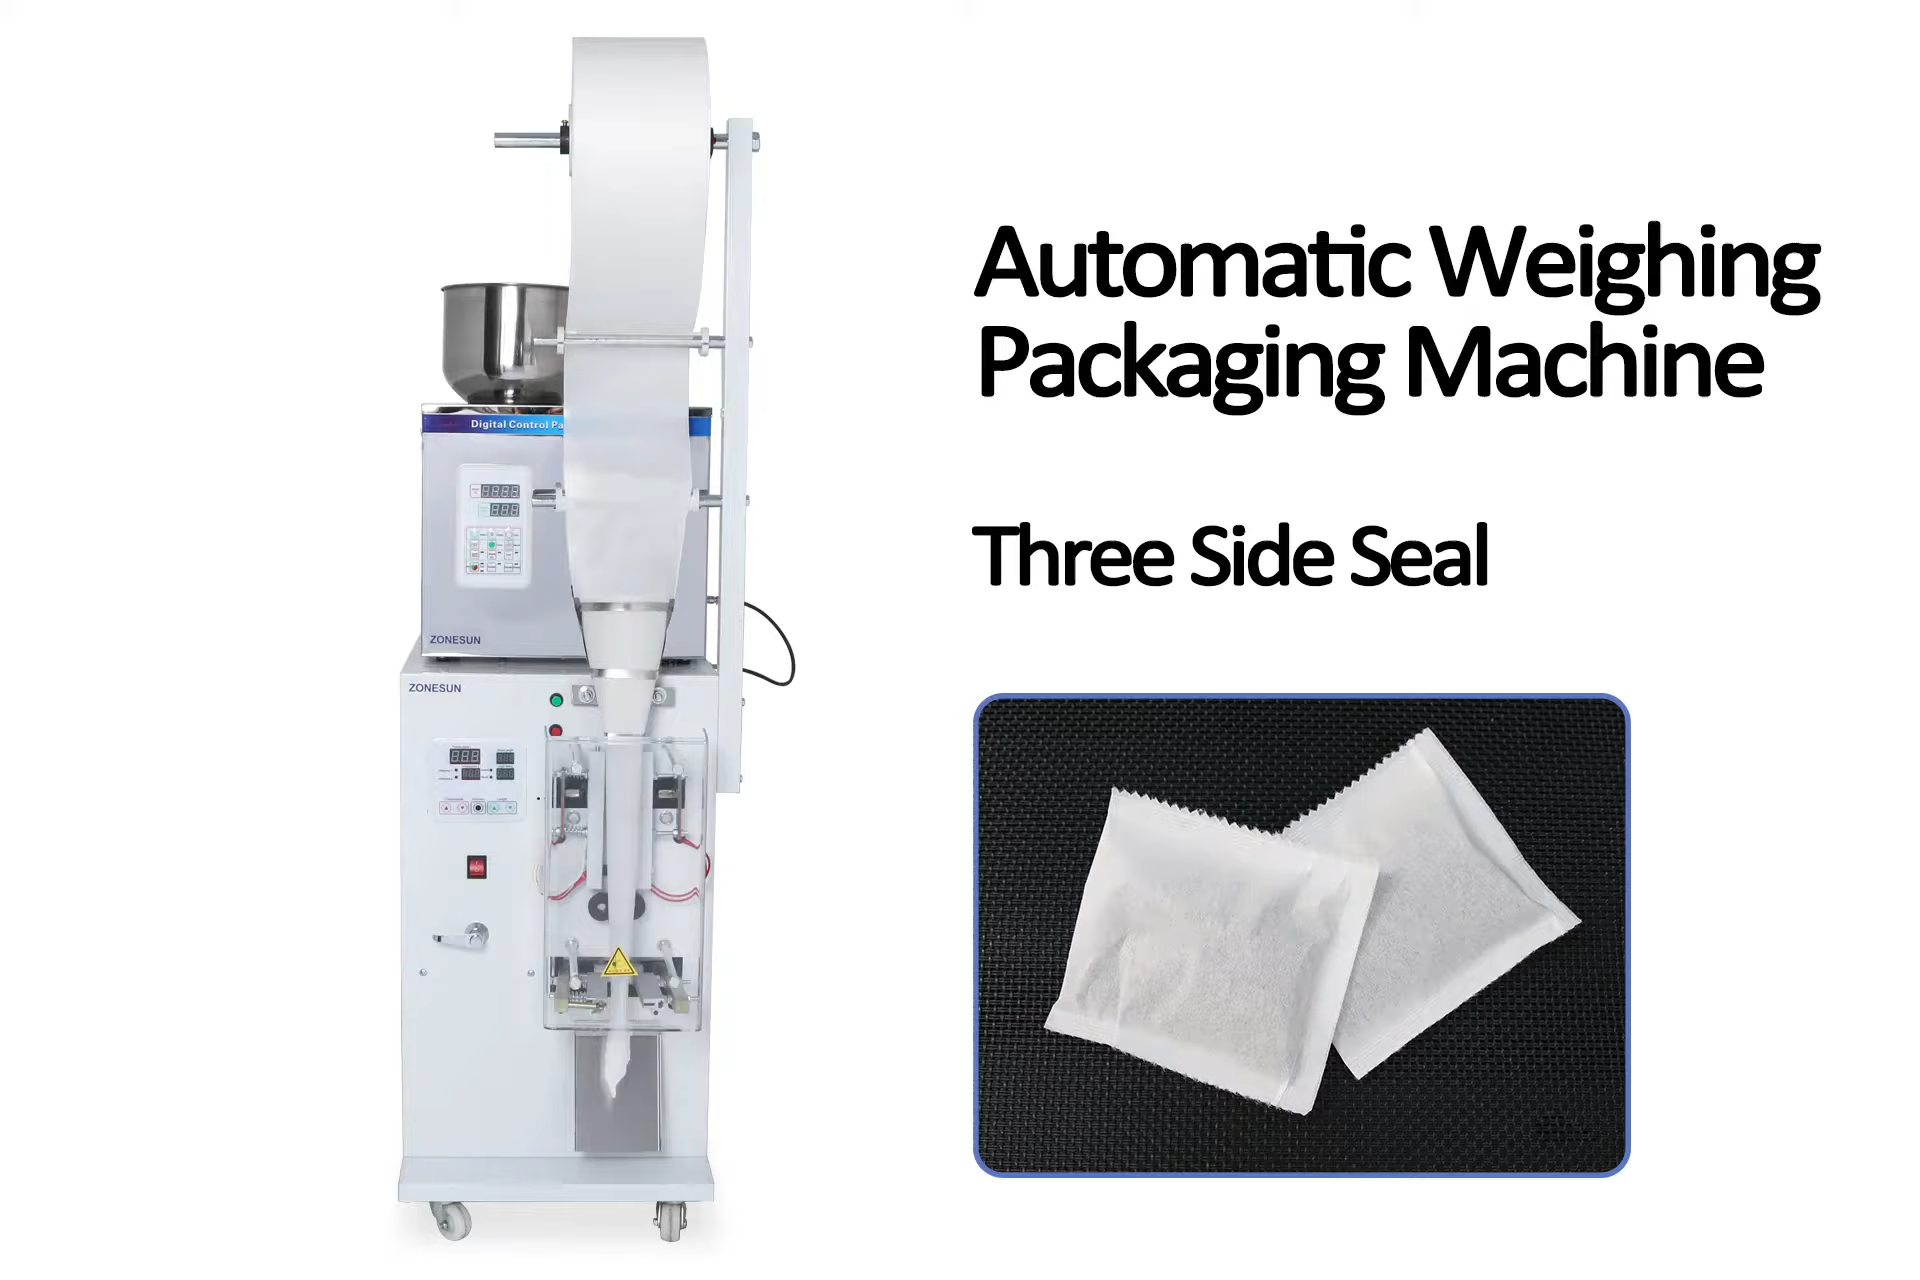 Automatic Weighing
Packaging Machine
Three Side Seal
Digital Control Pa
ZONESUN
ZONESUN